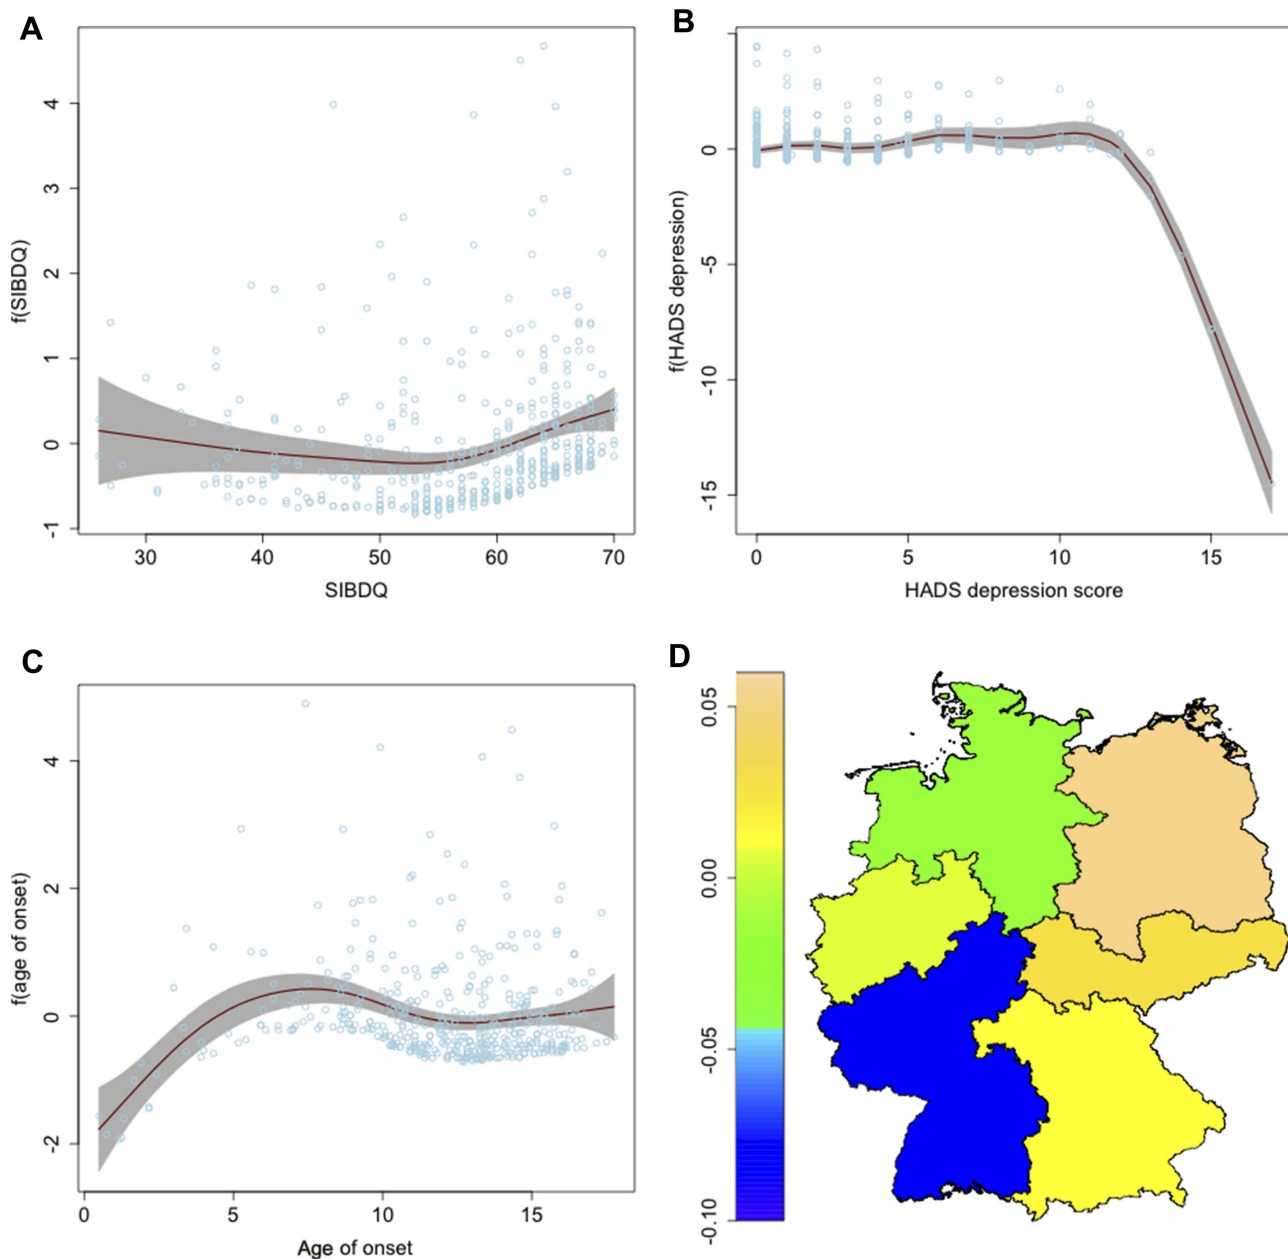 A
f(SIBDQ)
4
3
2
1
0
-1
30 40 50 60 70
SIBDQ
B
f(HADS depression)
0
-5
-10
-15
0 5 10 15
HADS depression score
C
f(age of onset)
4
2
0
-2
0 5 10 15
Age of onset
D
0.05
0.00
-0.05
-0.10